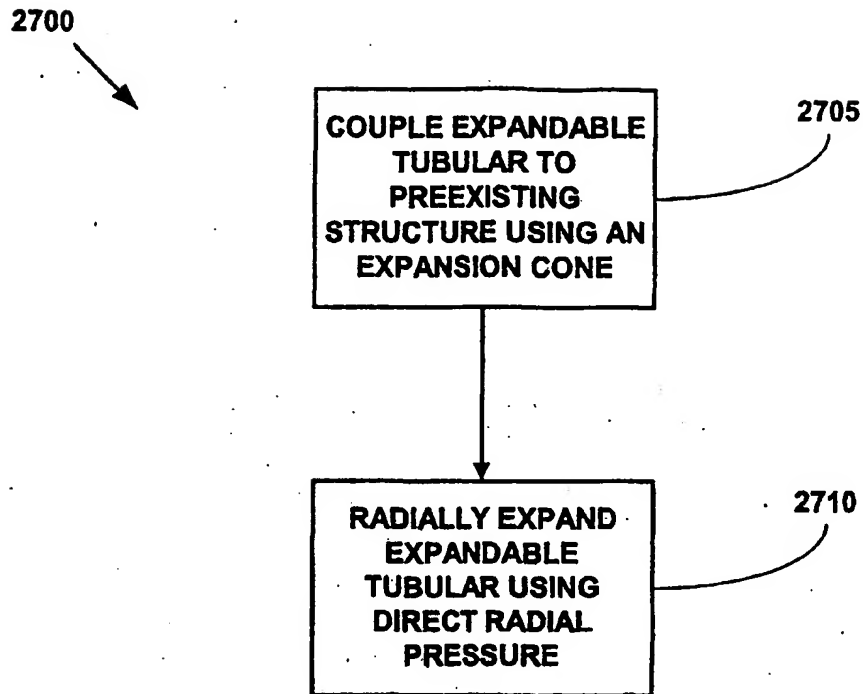 2700
COUPLE EXPANDABLE
TUBULAR TO
PREEXISTING
STRUCTURE USING AN
EXPANSION CONE
2705
RADIALLY EXPAND
EXPANDABLE
TUBULAR USING
DIRECT RADIAL
PRESSURE
2710